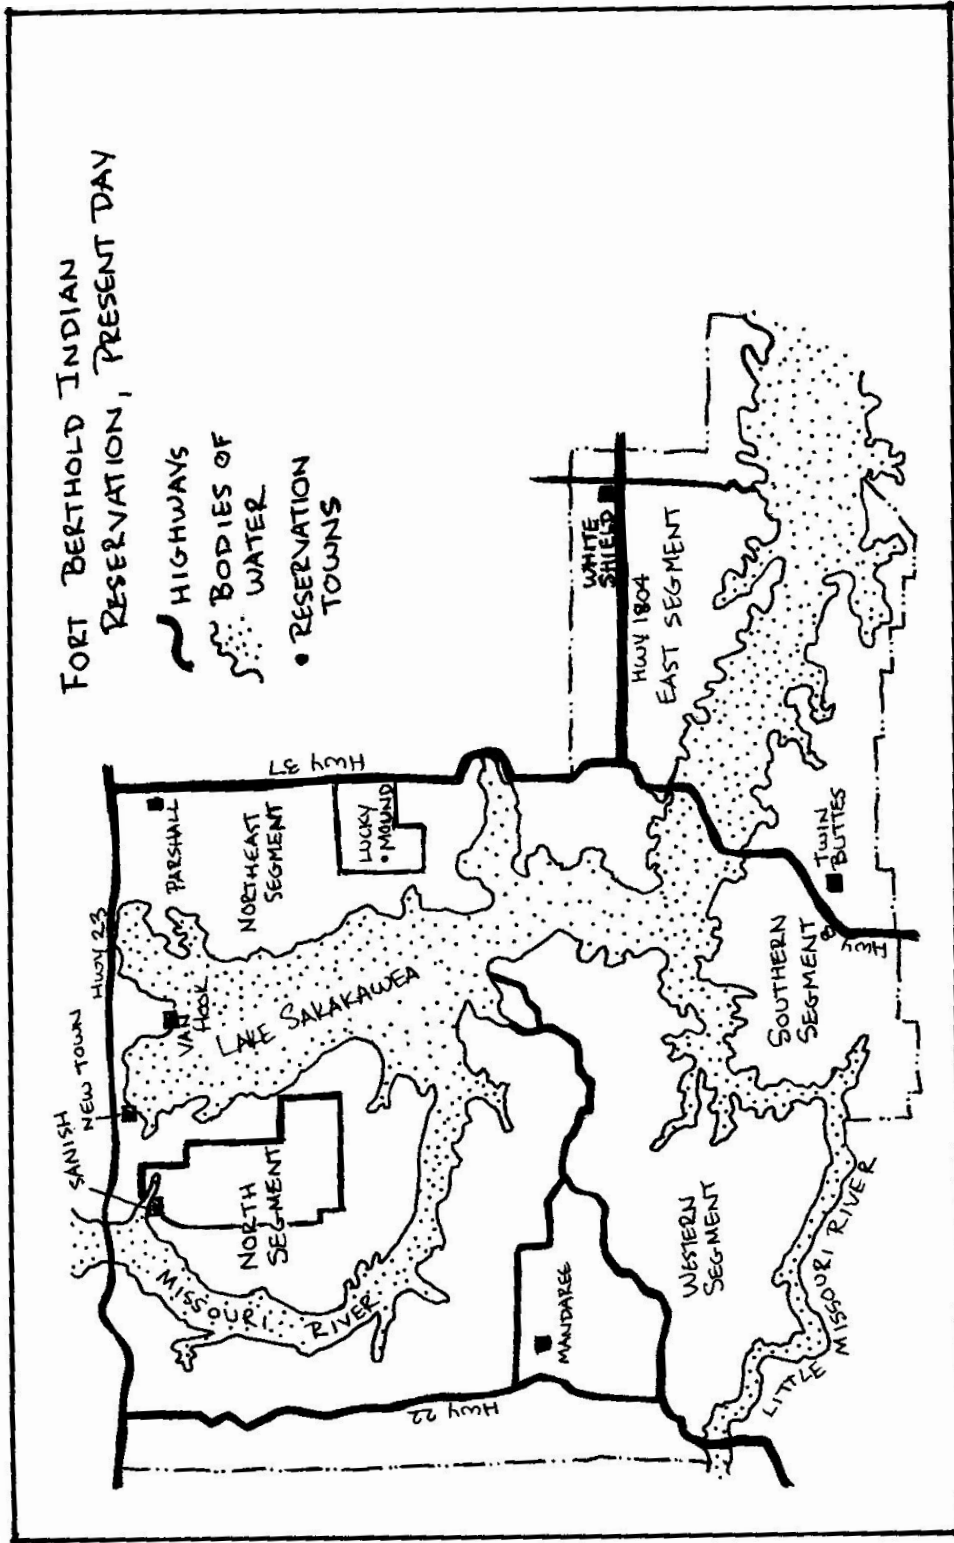 FORT BERTHOLD INDIAN
RESERVATION, PRESENT DAY
HIGHWAYS
BODIES OF
WATER
RESERVATION
TOWNS
SANISH
NEW TOWN
HWY 23
VAN
HOOK
PARSHALL
LAKE SAKAKAWEA
NORTHEAST
SEGMENT
HWY 37
LUCKY
MOUND
NORTH
SEGMENT
MISSOURI RIVER
HWY 22
MANDAREE
WESTERN
SEGMENT
LITTLE MISSOURI RIVER
SOUTHERN
SEGMENT
HWY 8
TWIN
BUTTES
WHITE
SHIELD
HWY 1804
EAST SEGMENT